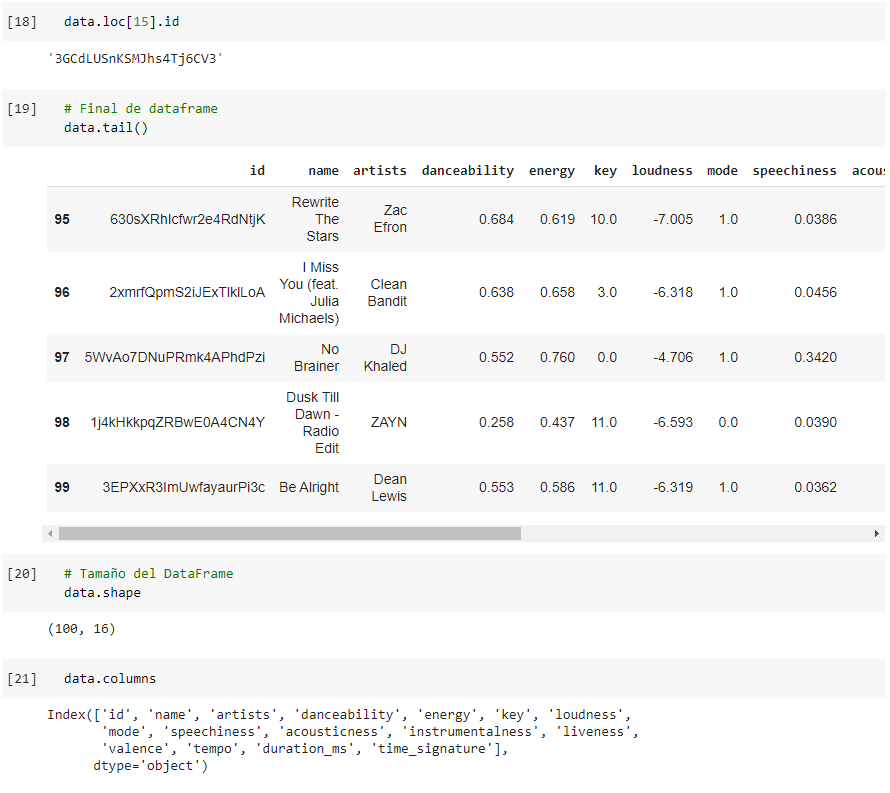 [18] data.loc[15].id
'3GCdLUSnKSMJhs4Tj6CV3'
[19] # Final de dataframe
data.tail()
id name artists danceability energy key loudness mode speechiness acous
95 630sXRhIcfwr2e4RdNtjK Rewrite The Stars Zac Efron 0.684 0.619 10.0 -7.005 1.0 0.0386
96 2xmrfQpmS2iJExTlklLoA I Miss You (feat. Julia Michaels) Clean Bandit 0.638 0.658 3.0 -6.318 1.0 0.0456
97 5WvAo7DNuPRmk4APhdPzi No Brainer DJ Khaled 0.552 0.760 0.0 -4.706 1.0 0.3420
98 1j4kHkkpqZRBwE0A4CN4Y Dusk Till Dawn - Radio Edit ZAYN 0.258 0.437 11.0 -6.593 0.0 0.0390
99 3EPXxR3ImUwfayaurPi3c Be Alright Dean Lewis 0.553 0.586 11.0 -6.319 1.0 0.0362
[20] # Tamaño del DataFrame
data.shape
(100, 16)
[21] data.columns
Index(['id', 'name', 'artists', 'danceability', 'energy', 'key', 'loudness',
'mode', 'speechiness', 'acousticness', 'instrumentalness', 'liveness',
'valence', 'tempo', 'duration_ms', 'time_signature'],
dtype='object')